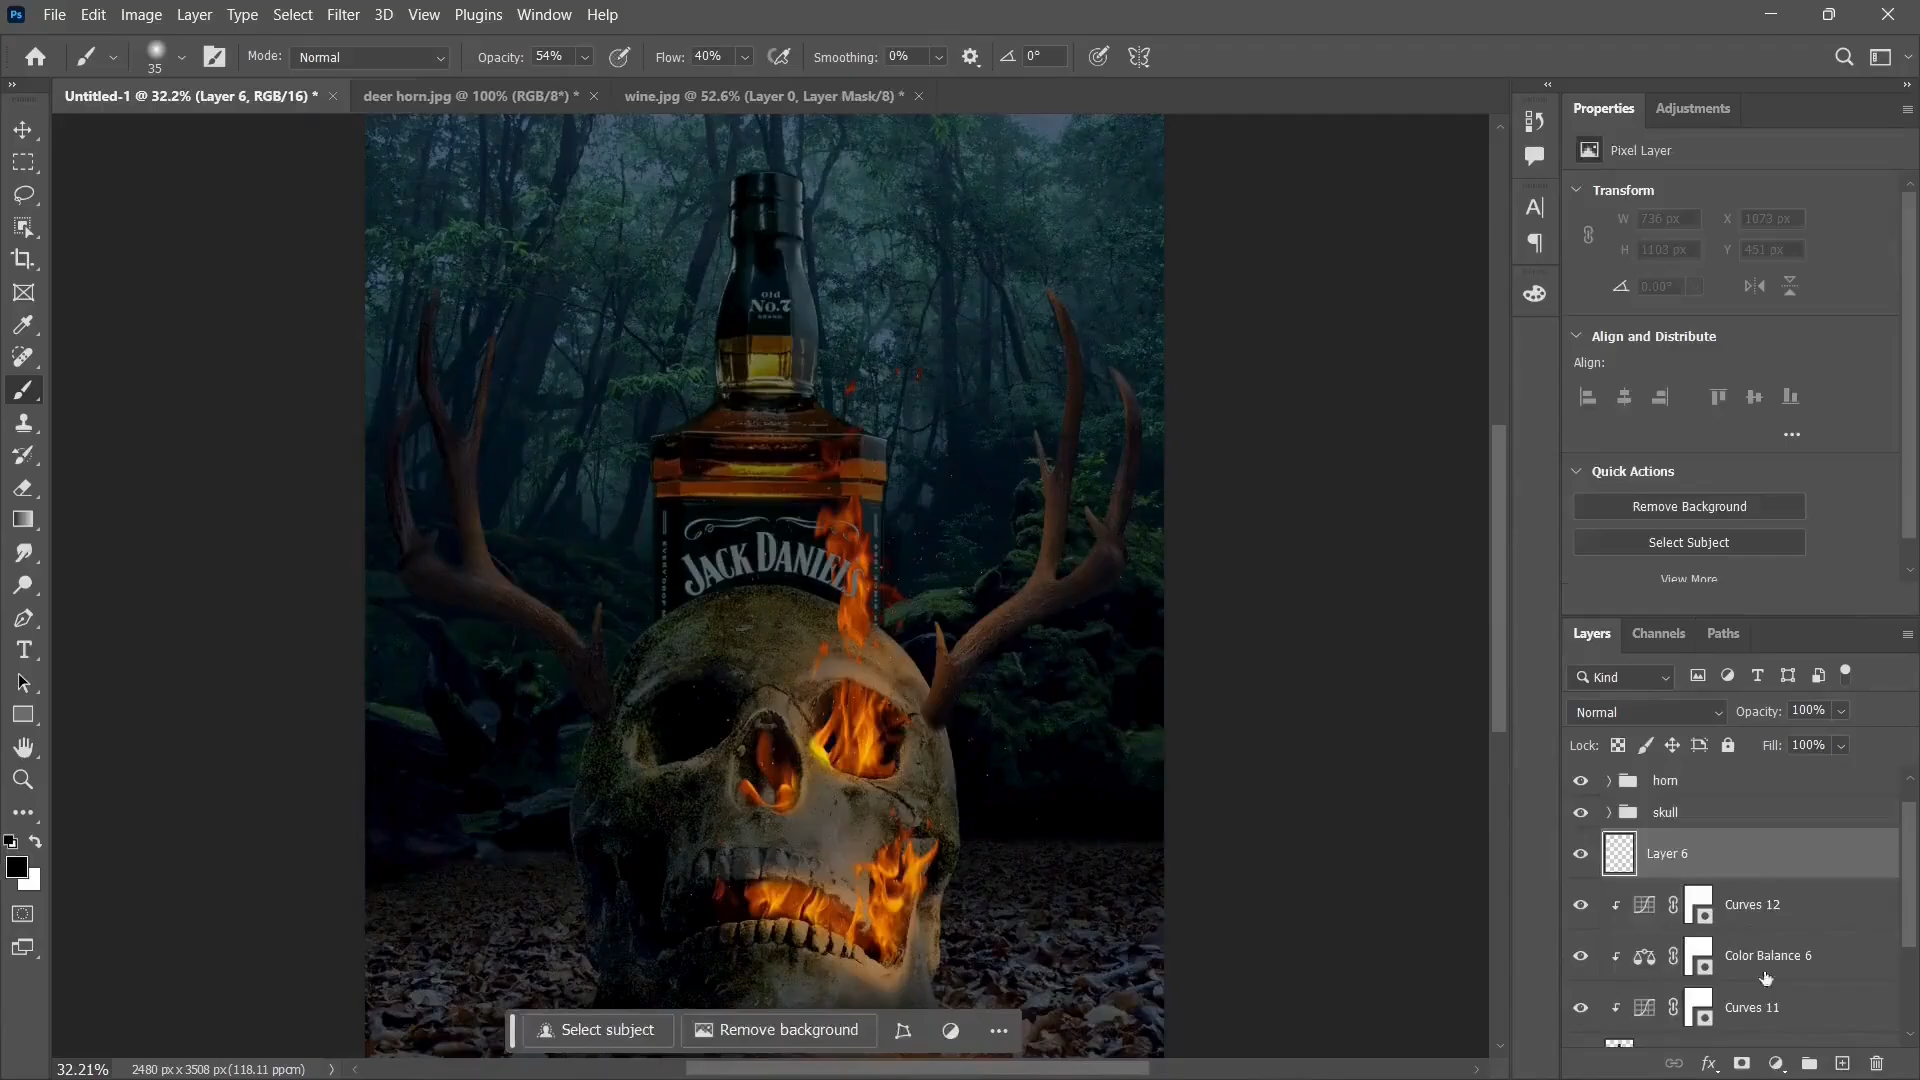 Ps File Edit Image Layer Type Select Filter 3D View Plugins Window Help
35 Mode: Normal Opacity: 54% Flow: 40% Smoothing: 0% 0°
Untitled-1 @ 32.2% (Layer 6, RGB/16) * deer horn.jpg @ 100% (RGB/8*) * wine.jpg @ 52.6% (Layer 0, Layer Mask/8) *
Properties Adjustments
Pixel Layer
Transform
W 736 px X 1073 px
H 1103 px Y 451 px
0.00°
Align and Distribute
Align:
Quick Actions
Remove Background
Select Subject
View More
Old
No.7
BRAND
JACK DANIEL'S
Layers Channels Paths
Kind
Normal Opacity: 100%
Lock: Fill: 100%
horn
skull
Layer 6
Curves 12
Color Balance 6
Curves 11
Select subject Remove background
32.21% 2480 px x 3508 px (118.11 ppcm)